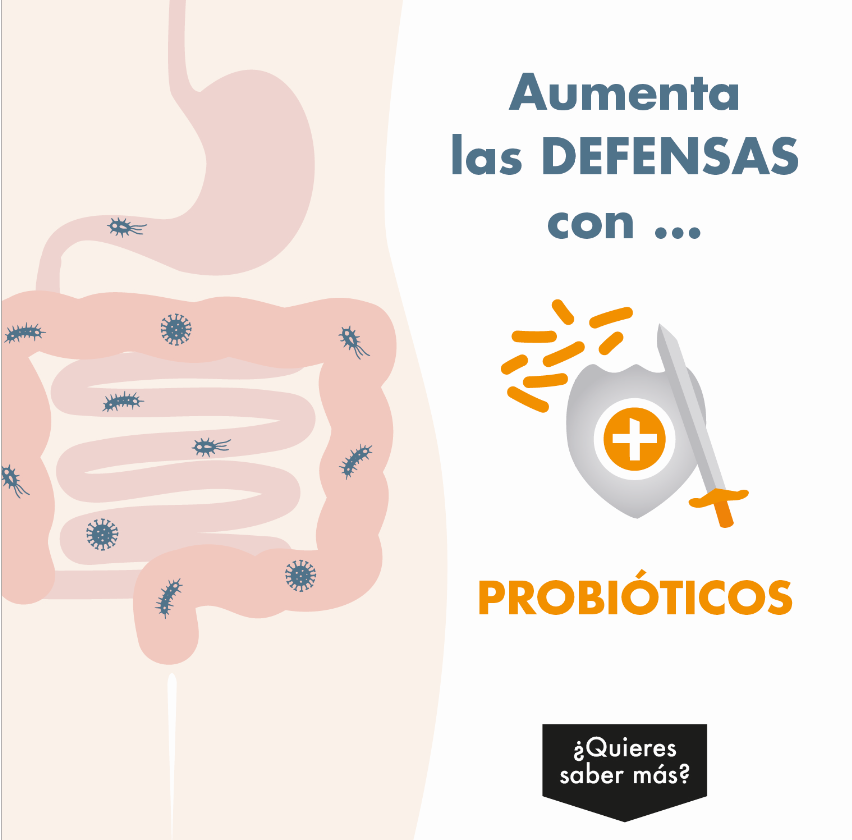 Aumenta
las DEFENSAS
con ...
PROBIÓTICOS
¿Quieres
saber más?